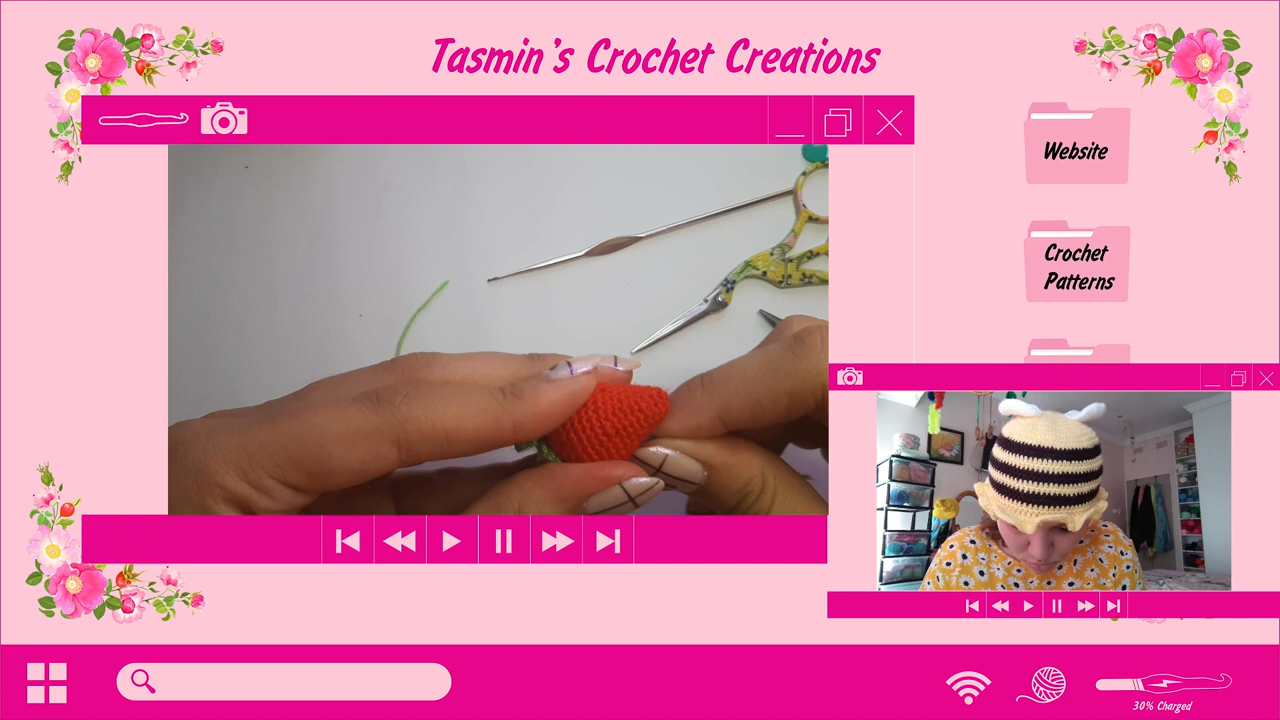 Tasmin's Crochet Creations
Website
Crochet
Patterns
30% Charged